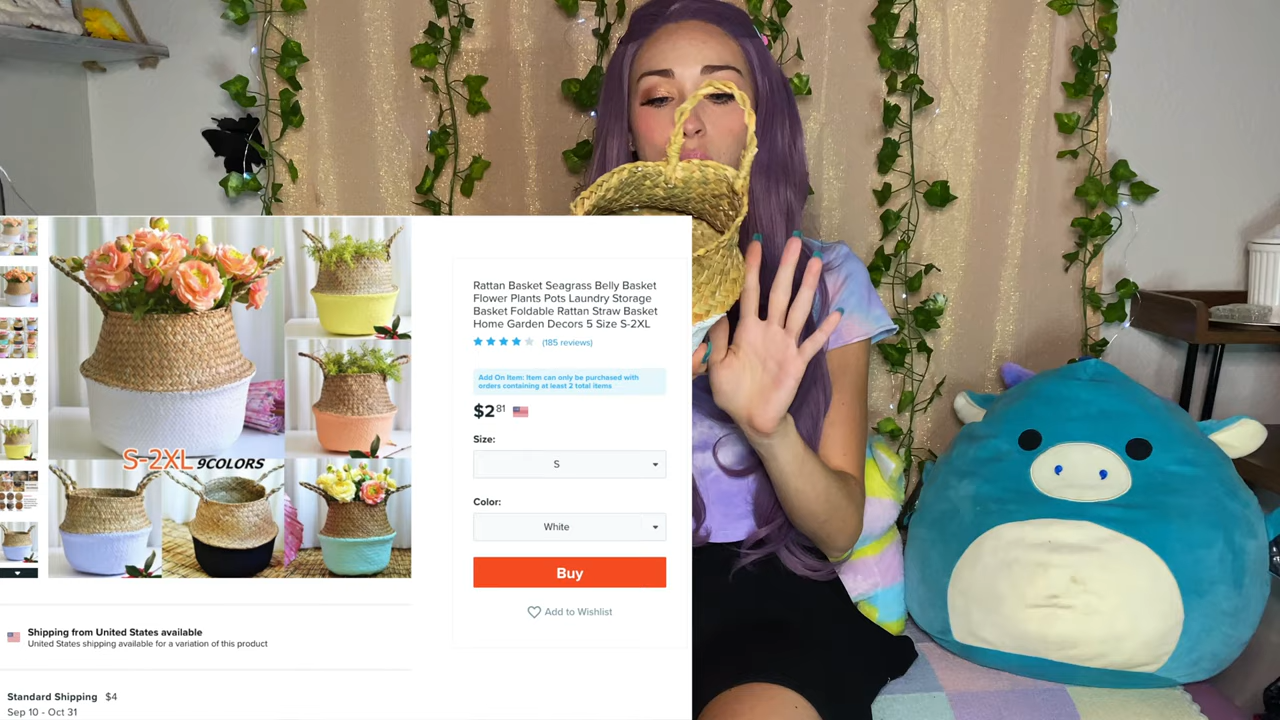 S-2XL 9COLORS
Rattan Basket Seagrass Belly Basket
Flower Plants Pots Laundry Storage
Basket Foldable Rattan Straw Basket
Home Garden Decors 5 Size S-2XL
(185 reviews)
Add On Item: Item can only be purchased with
orders containing at least 2 total items
$2 81
Size:
S
Color:
White
Buy
Add to Wishlist
Shipping from United States available
United States shipping available for a variation of this product
Standard Shipping $4
Sep 10 - Oct 31